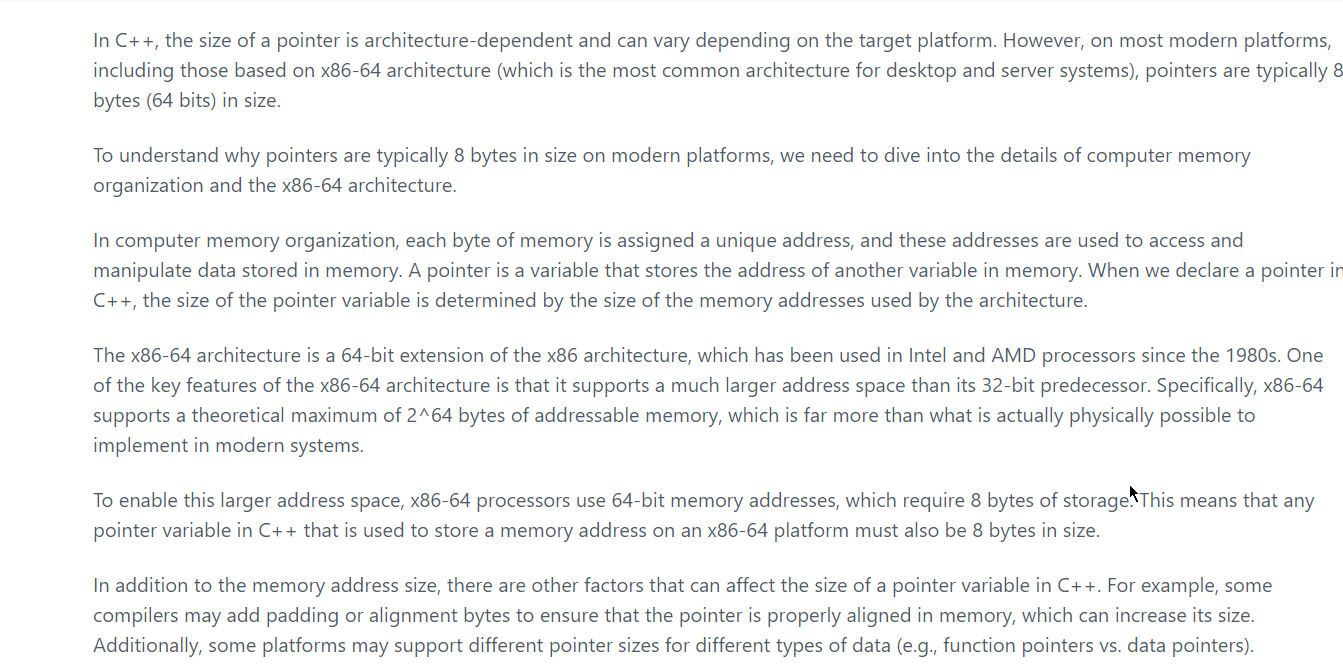 In C++, the size of a pointer is architecture-dependent and can vary depending on the target platform. However, on most modern platforms,
including those based on x86-64 architecture (which is the most common architecture for desktop and server systems), pointers are typically 8
bytes (64 bits) in size.
To understand why pointers are typically 8 bytes in size on modern platforms, we need to dive into the details of computer memory
organization and the x86-64 architecture.
In computer memory organization, each byte of memory is assigned a unique address, and these addresses are used to access and
manipulate data stored in memory. A pointer is a variable that stores the address of another variable in memory. When we declare a pointer in
C++, the size of the pointer variable is determined by the size of the memory addresses used by the architecture.
The x86-64 architecture is a 64-bit extension of the x86 architecture, which has been used in Intel and AMD processors since the 1980s. One
of the key features of the x86-64 architecture is that it supports a much larger address space than its 32-bit predecessor. Specifically, x86-64
supports a theoretical maximum of 2^64 bytes of addressable memory, which is far more than what is actually physically possible to
implement in modern systems.
To enable this larger address space, x86-64 processors use 64-bit memory addresses, which require 8 bytes of storage. This means that any
pointer variable in C++ that is used to store a memory address on an x86-64 platform must also be 8 bytes in size.
In addition to the memory address size, there are other factors that can affect the size of a pointer variable in C++. For example, some
compilers may add padding or alignment bytes to ensure that the pointer is properly aligned in memory, which can increase its size.
Additionally, some platforms may support different pointer sizes for different types of data (e.g., function pointers vs. data pointers).